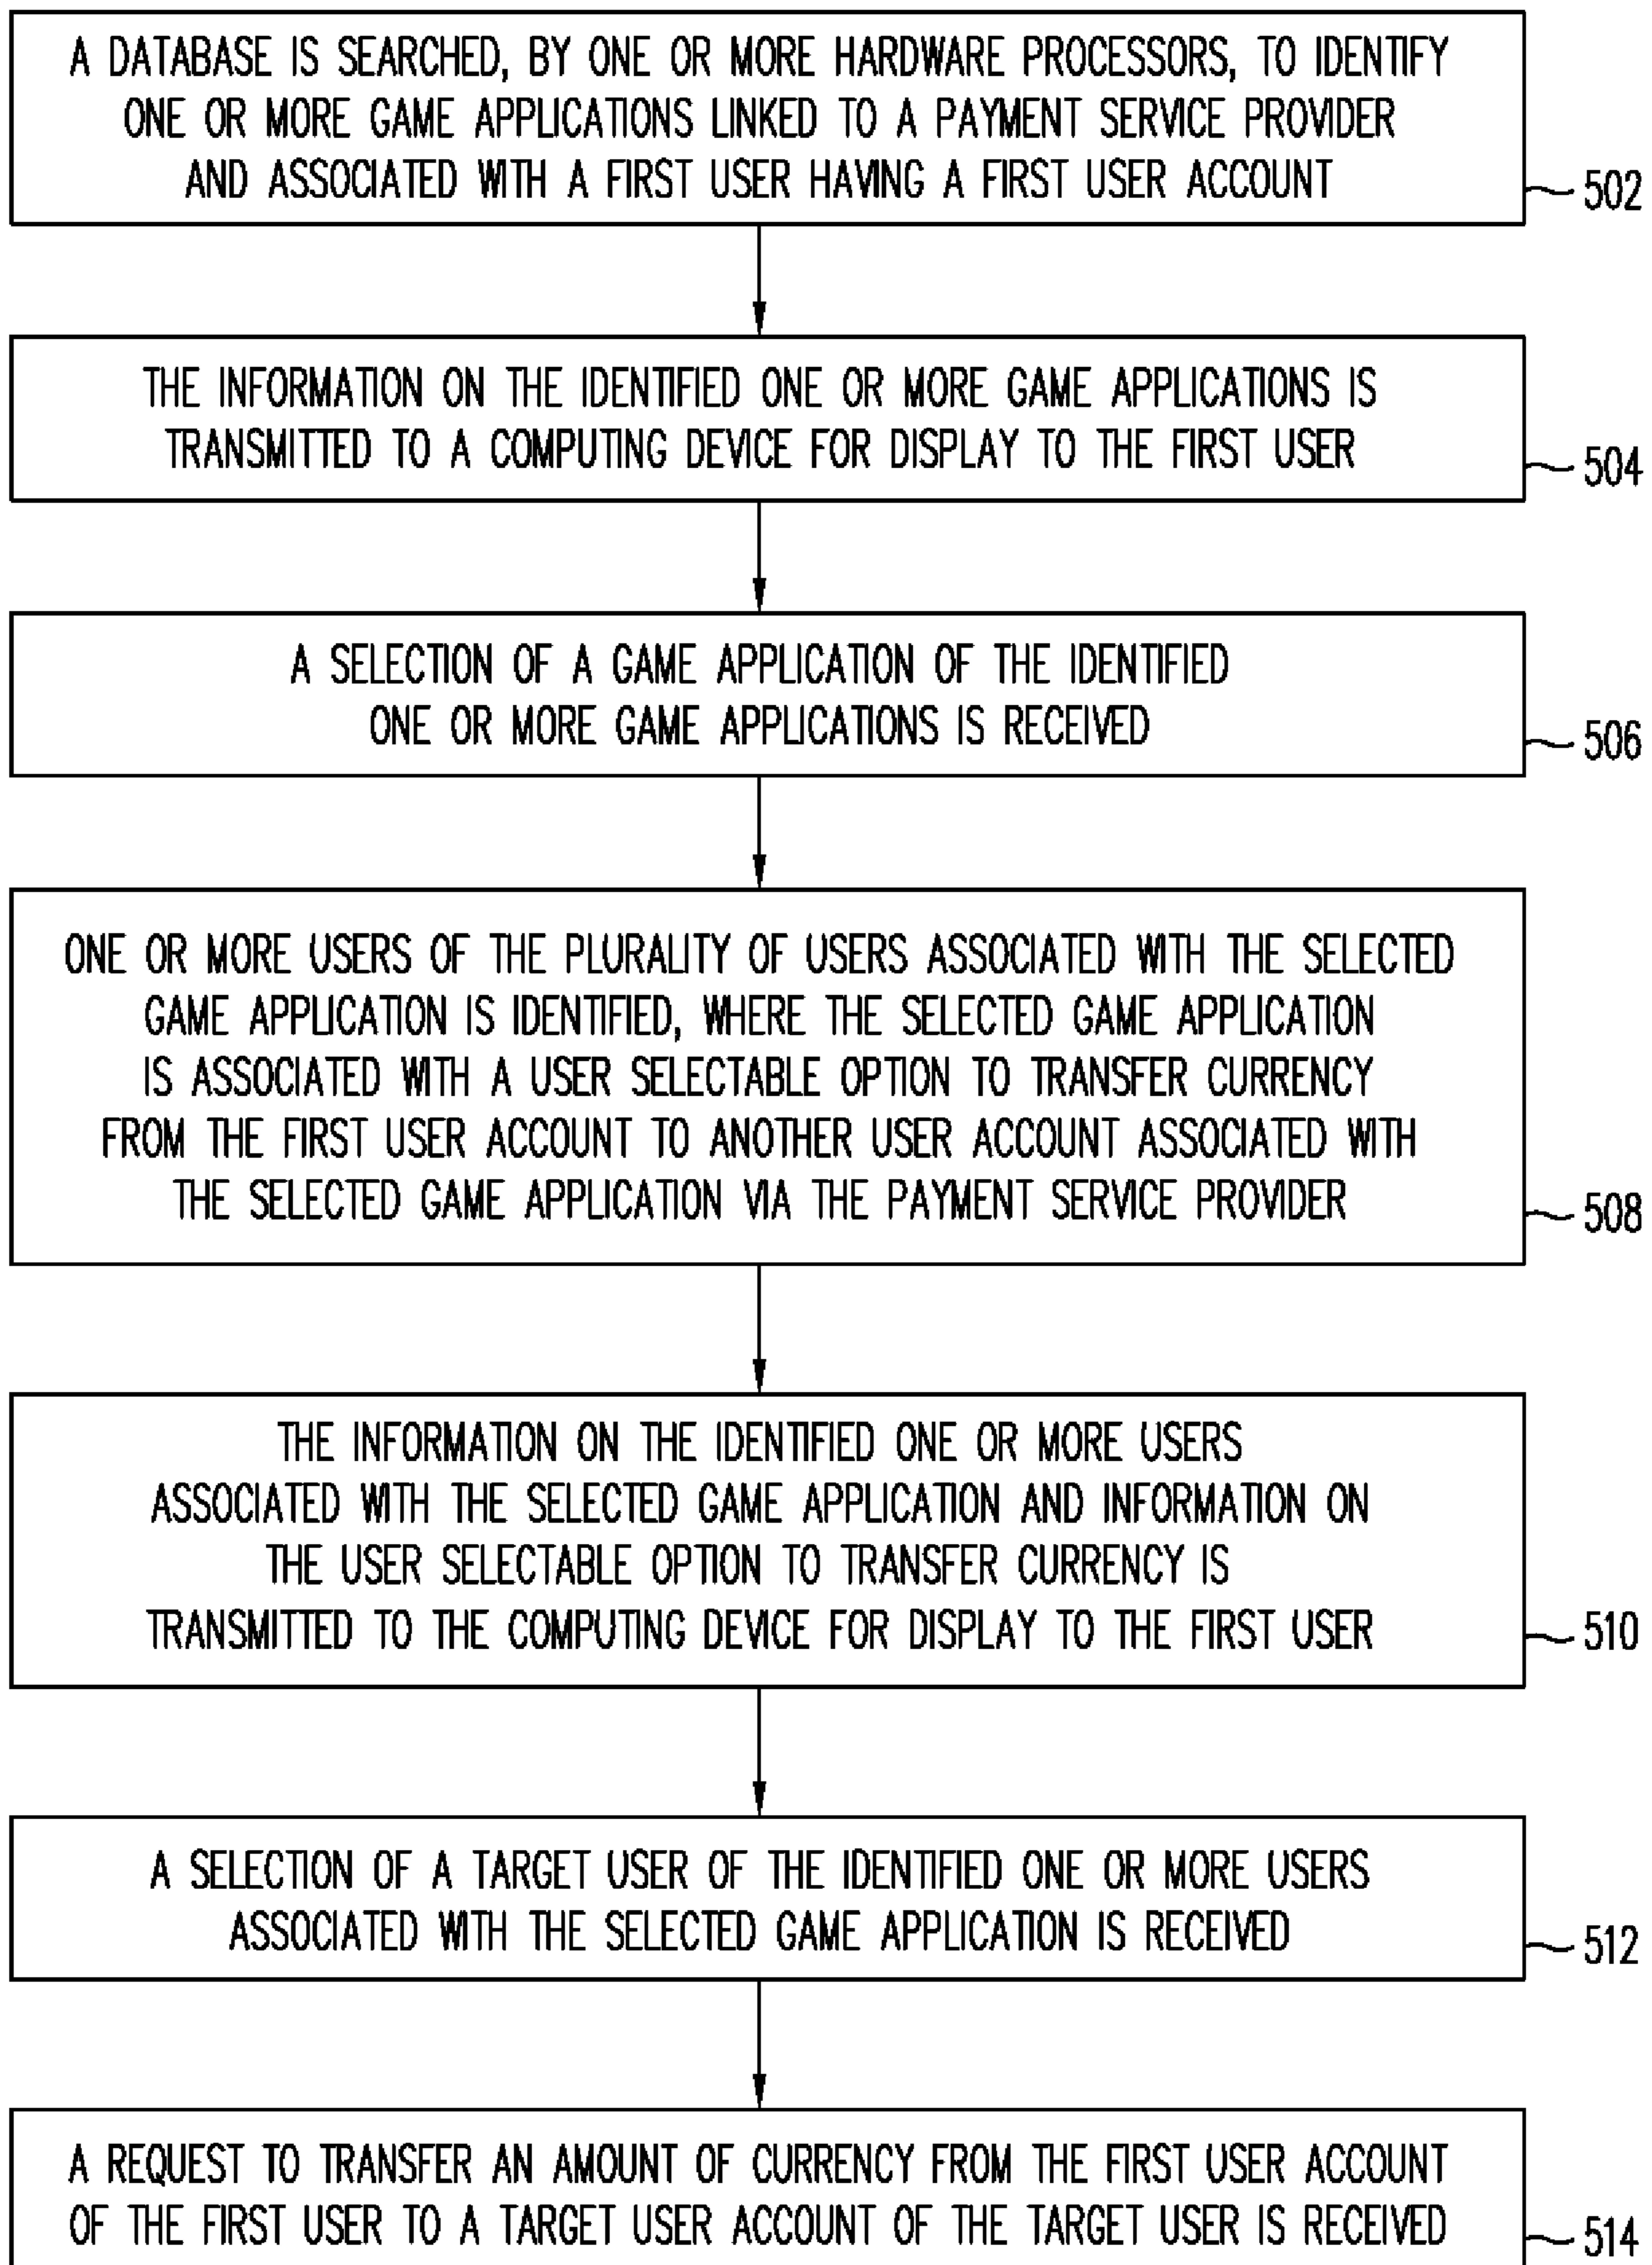 A DATABASE IS SEARCHED, BY ONE OR MORE HARDWARE PROCESSORS, TO IDENTIFY
ONE OR MORE GAME APPLICATIONS LINKED TO A PAYMENT SERVICE PROVIDER
AND ASSOCIATED WITH A FIRST USER HAVING A FIRST USER ACCOUNT
502
THE INFORMATION ON THE IDENTIFIED ONE OR MORE GAME APPLICATIONS IS
TRANSMITTED TO A COMPUTING DEVICE FOR DISPLAY TO THE FIRST USER
504
A SELECTION OF A GAME APPLICATION OF THE IDENTIFIED
ONE OR MORE GAME APPLICATIONS IS RECEIVED
506
ONE OR MORE USERS OF THE PLURALITY OF USERS ASSOCIATED WITH THE SELECTED
GAME APPLICATION IS IDENTIFIED, WHERE THE SELECTED GAME APPLICATION
IS ASSOCIATED WITH A USER SELECTABLE OPTION TO TRANSFER CURRENCY
FROM THE FIRST USER ACCOUNT TO ANOTHER USER ACCOUNT ASSOCIATED WITH
THE SELECTED GAME APPLICATION VIA THE PAYMENT SERVICE PROVIDER
508
THE INFORMATION ON THE IDENTIFIED ONE OR MORE USERS
ASSOCIATED WITH THE SELECTED GAME APPLICATION AND INFORMATION ON
THE USER SELECTABLE OPTION TO TRANSFER CURRENCY IS
TRANSMITTED TO THE COMPUTING DEVICE FOR DISPLAY TO THE FIRST USER
510
A SELECTION OF A TARGET USER OF THE IDENTIFIED ONE OR MORE USERS
ASSOCIATED WITH THE SELECTED GAME APPLICATION IS RECEIVED
512
A REQUEST TO TRANSFER AN AMOUNT OF CURRENCY FROM THE FIRST USER ACCOUNT
OF THE FIRST USER TO A TARGET USER ACCOUNT OF THE TARGET USER IS RECEIVED
514